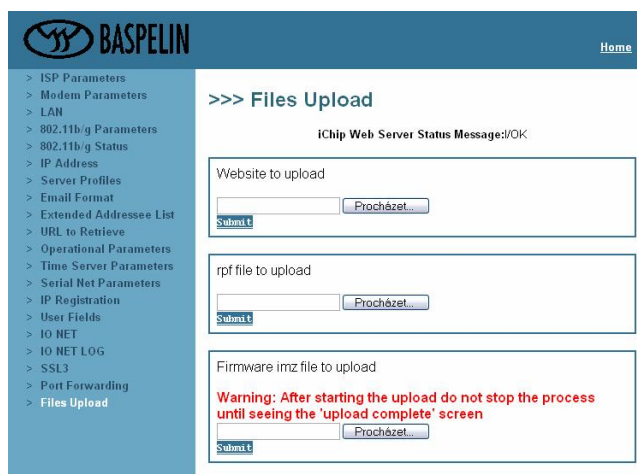 BASPELIN
Home
> ISP Parameters
> Modem Parameters
> LAN
> 802.11b/g Parameters
> 802.11b/g Status
> IP Address
> Server Profiles
> Email Format
> Extended Addressee List
> URL to Retrieve
> Operational Parameters
> Time Server Parameters
> Serial Net Parameters
> IP Registration
> User Fields
> IO NET
> IO NET LOG
> SSL3
> Port Forwarding
> Files Upload
>>> Files Upload
iChip Web Server Status Message:I/OK
Website to upload
Procházet...
Submit
rpf file to upload
Procházet...
Submit
Firmware imz file to upload
Warning: After starting the upload do not stop the process
until seeing the 'upload complete' screen
Procházet...
Submit